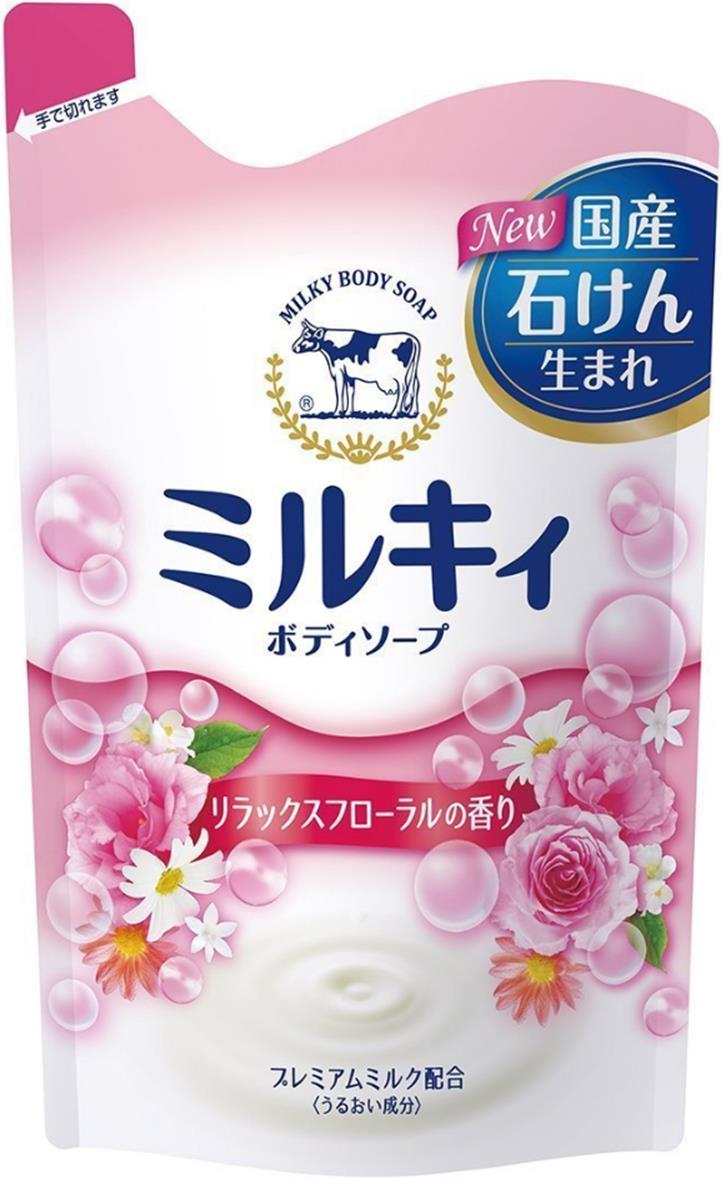 手で切れます
New 国産
石けん
生まれ
MILKY BODY SOAP
®
ミルキィ
ボディソープ
リラックスフローラルの香り
プレミアムミルク配合
〈うるおい成分〉